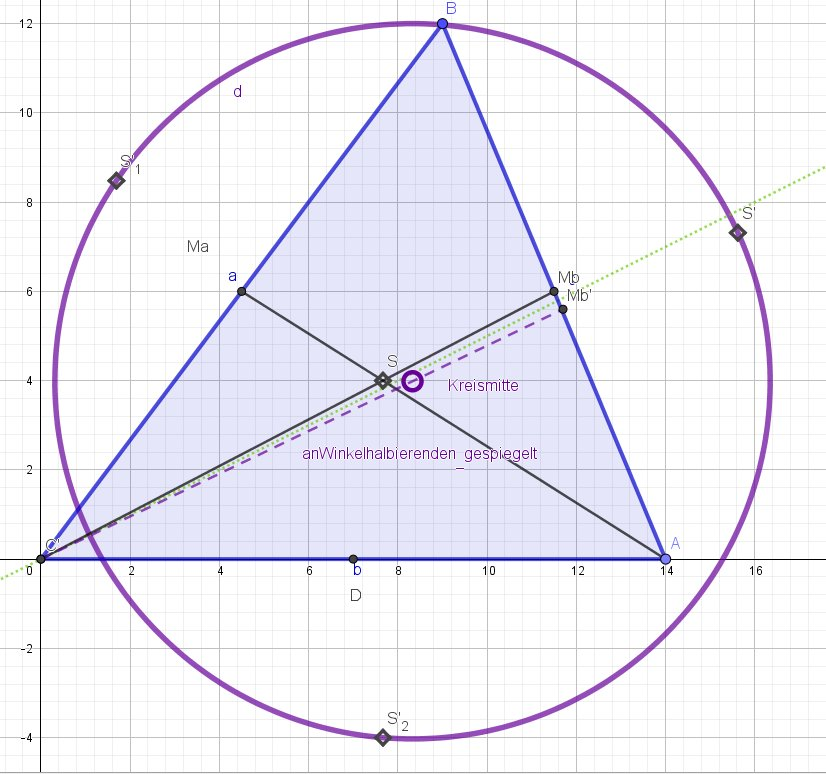 12
B
d
10
S'1
8
S'
Ma
a
6
Mb
Mb'
S
4
Kreismitte
anWinkelhalbierenden_gespiegelt
2
C'
A
0
2
4
6
b
8
10
12
14
16
D
-2
S'2
-4